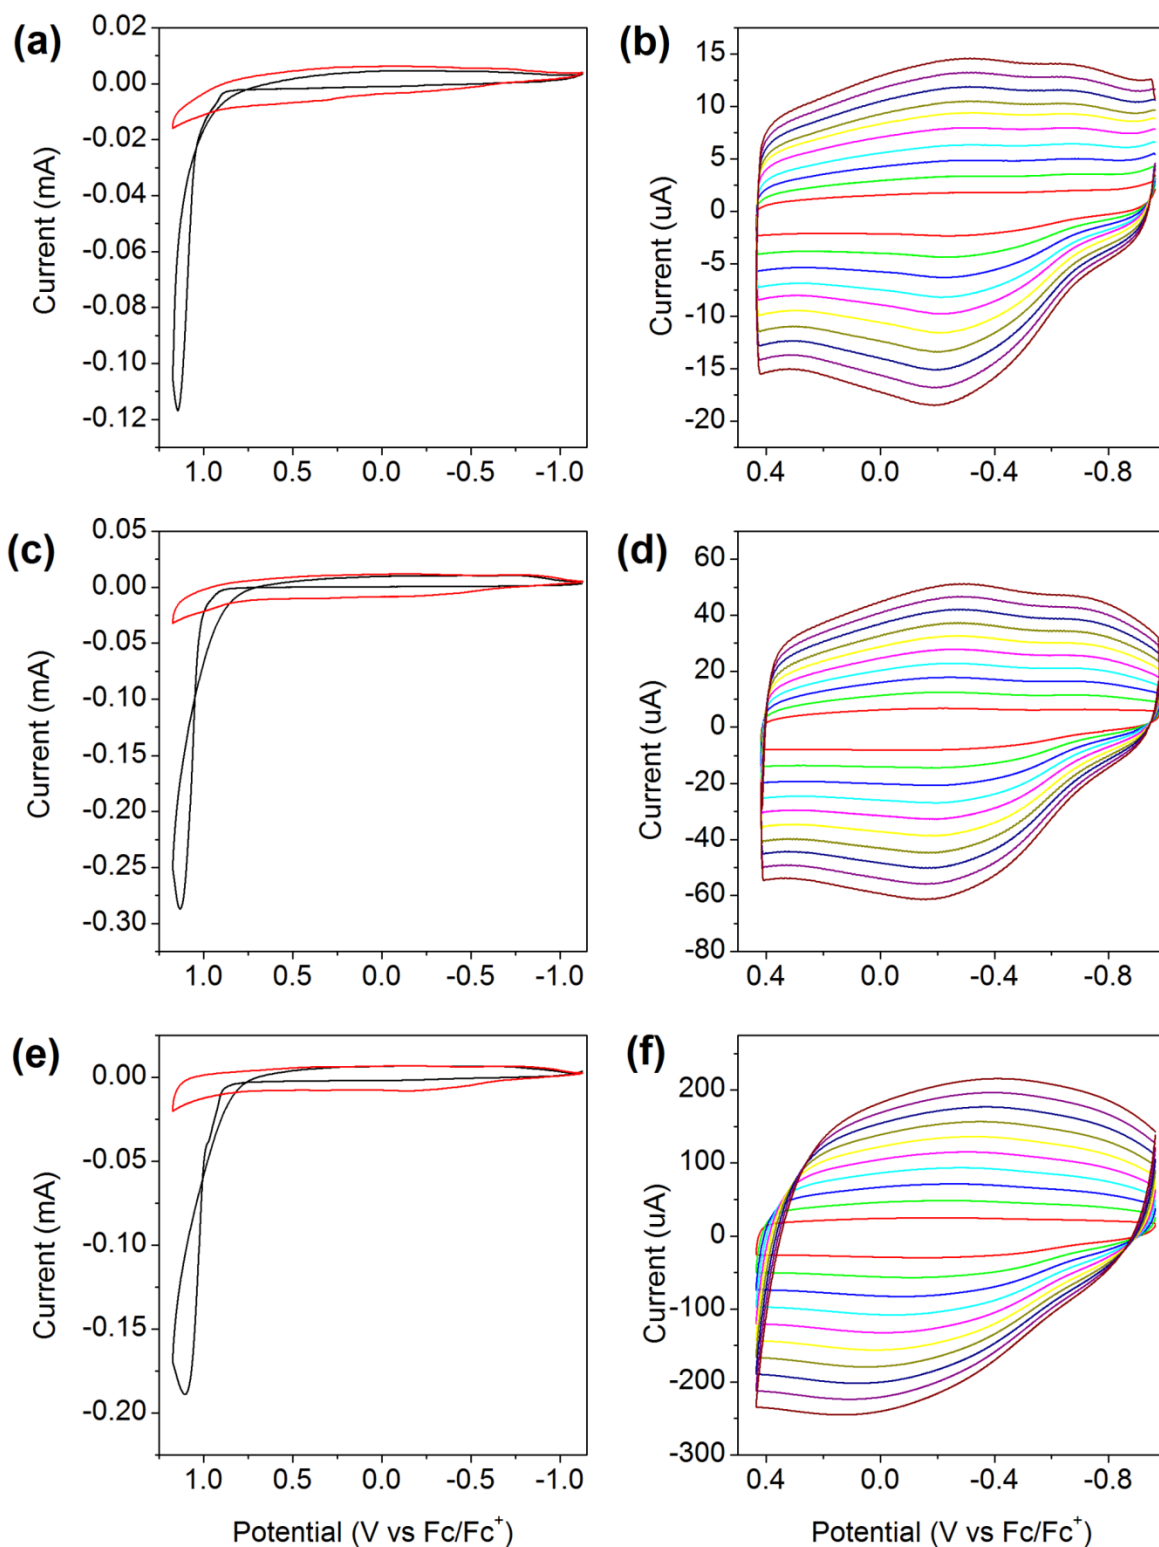 (a)
0.02
0.00
-0.02
-0.04
-0.06
-0.08
-0.10
-0.12
Current (mA)
1.0 0.5 0.0 -0.5 -1.0
(b)
15
10
5
0
-5
-10
-15
-20
Current (uA)
0.4 0.0 -0.4 -0.8
(c)
0.05
0.00
-0.05
-0.10
-0.15
-0.20
-0.25
-0.30
Current (mA)
1.0 0.5 0.0 -0.5 -1.0
(d)
60
40
20
0
-20
-40
-60
-80
Current (uA)
0.4 0.0 -0.4 -0.8
(e)
0.00
-0.05
-0.10
-0.15
-0.20
Current (mA)
1.0 0.5 0.0 -0.5 -1.0
Potential (V vs Fc/Fc⁺)
(f)
200
100
0
-100
-200
-300
Current (uA)
0.4 0.0 -0.4 -0.8
Potential (V vs Fc/Fc⁺)